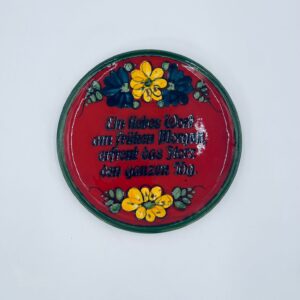 Ein liebes Wort
am frühen Morgen,
erfreut das Herz
den ganzen Tag.